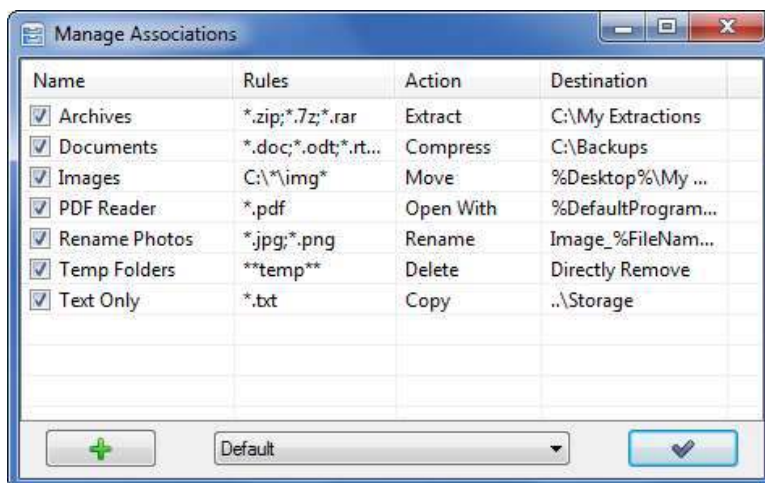 Manage Associations
Name Rules Action Destination
Archives *.zip;*.7z;*.rar Extract C:\My Extractions
Documents *.doc;*.odt;*.rt... Compress C:\Backups
Images C:\*\img* Move %Desktop%\My ...
PDF Reader *.pdf Open With %DefaultProgram...
Rename Photos *.jpg;*.png Rename Image_%FileNam...
Temp Folders **temp** Delete Directly Remove
Text Only *.txt Copy ..\Storage
Default